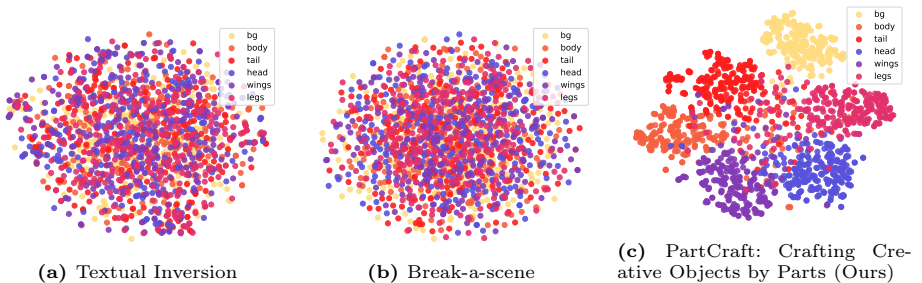 bg
body
tail
head
wings
legs
bg
body
tail
head
wings
legs
bg
body
tail
head
wings
legs
(a) Textual Inversion
(b) Break-a-scene
(c) PartCraft: Crafting Cre-
ative Objects by Parts (Ours)